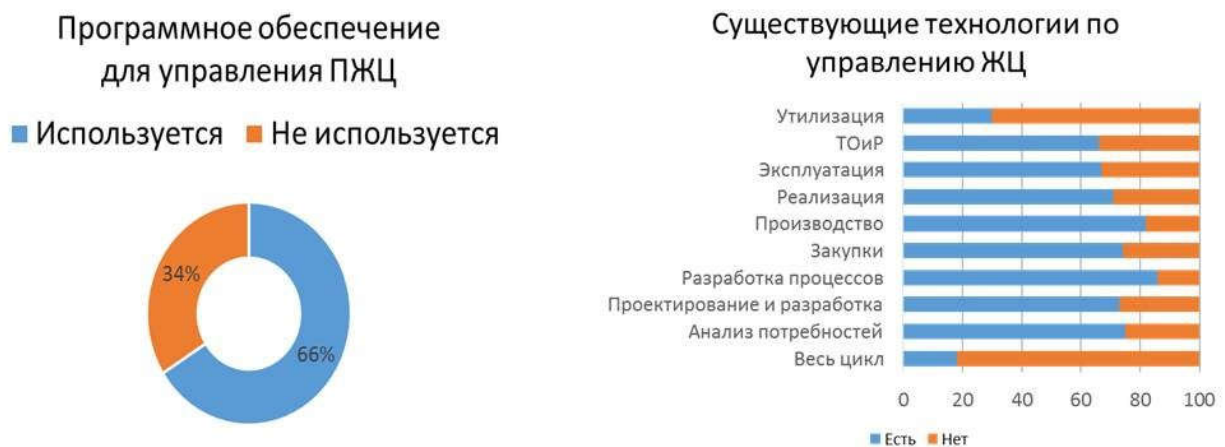 Программное обеспечение
для управления ПЖЦ
Используется Не используется
34%
66%
Существующие технологии по
управлению ЖЦ
Утилизация
ТОиР
Эксплуатация
Реализация
Производство
Закупки
Разработка процессов
Проектирование и разработка
Анализ потребностей
Весь цикл
0 20 40 60 80 100
Есть Нет